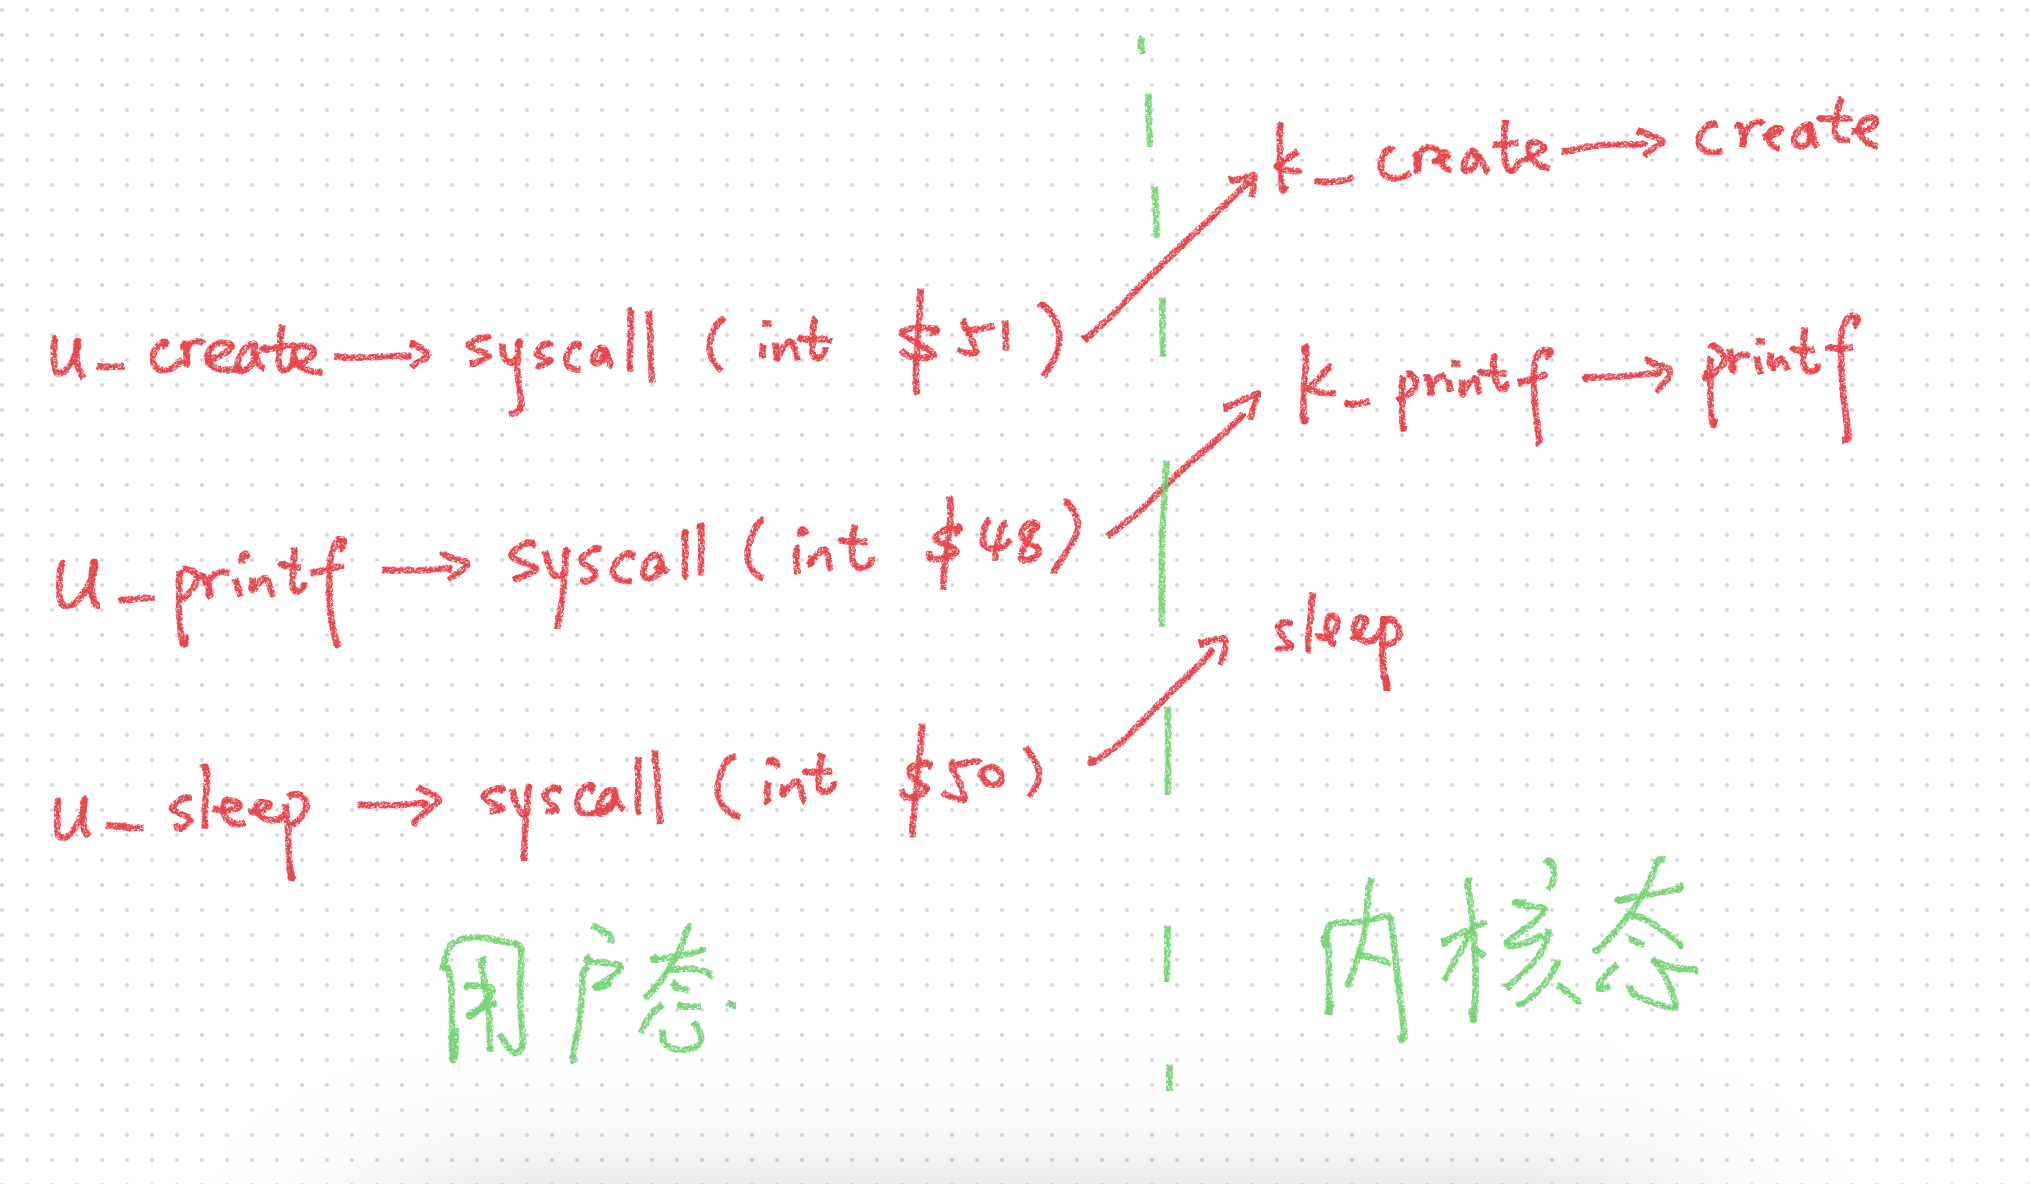 k_create → create
u_create → syscall (int $51)
k_printf → printf
u_printf → syscall (int $48)
sleep
u_sleep → syscall (int $50)
用户态
内核态